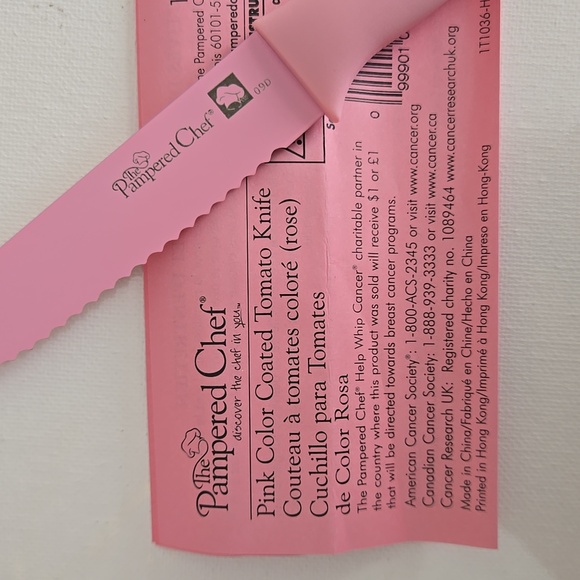 The
Pampered Chef®
09D
The
Pampered Chef®
discover the chef in you™
Pink Color Coated Tomato Knife
Couteau à tomates coloré (rose)
Cuchillo para Tomates
de Color Rosa
The Pampered Chef® Help Whip Cancer® charitable partner in
the country where this product was sold will receive $1 or £1
that will be directed towards breast cancer programs.
American Cancer Society®: 1-800-ACS-2345 or visit www.cancer.org
Canadian Cancer Society: 1-888-939-3333 or visit www.cancer.ca
Cancer Research UK: Registered charity no. 1089464 www.cancerresearchuk.org
Made in China/Fabriqué en Chine/Hecho en China
Printed in Hong Kong/Imprimé à Hong Kong/Impreso en Hong-Kong
1T1036-H
0 99901